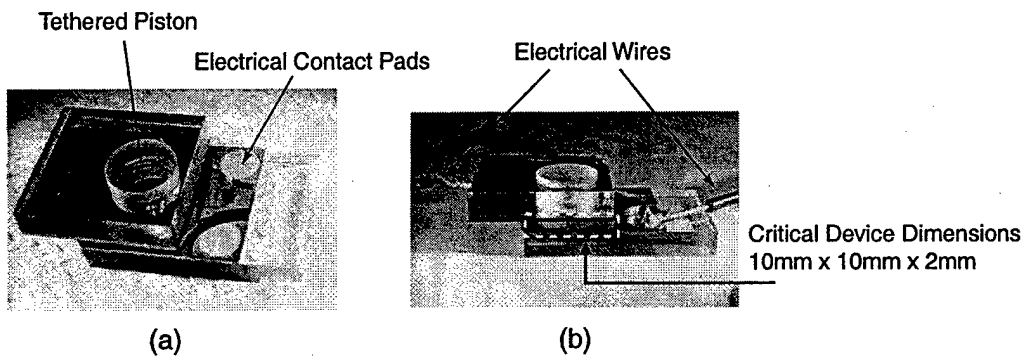 Tethered Piston
Electrical Contact Pads
Electrical Wires
Critical Device Dimensions
10mm x 10mm x 2mm
(a)
(b)